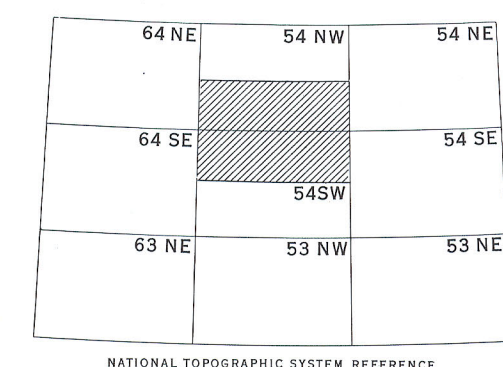 64 NE 54 NW 54 NE
64 SE 54 SE
54SW
63 NE 53 NW 53 NE
NATIONAL TOPOGRAPHIC SYSTEM REFERENCE